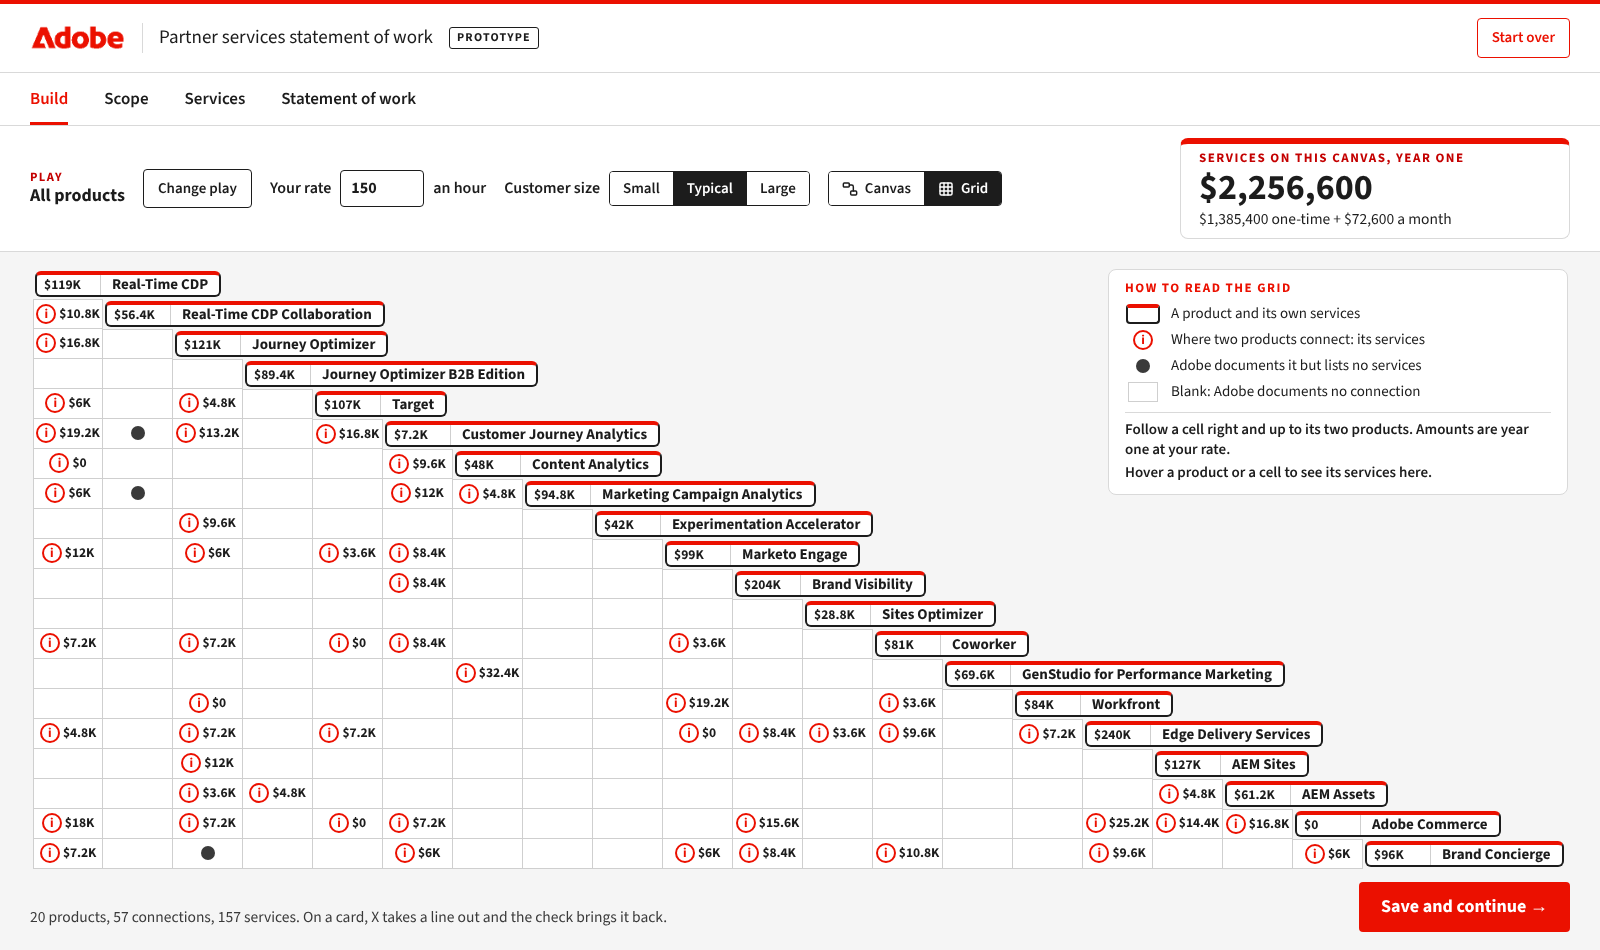 Adobe
Partner services statement of work
PROTOTYPE
Start over
Build
Scope
Services
Statement of work
PLAY
All products
Change play
Your rate
150
an hour
Customer size
Small
Typical
Large
Canvas
Grid
SERVICES ON THIS CANVAS, YEAR ONE
$2,256,600
$1,385,400 one-time + $72,600 a month
$119K Real-Time CDP
i $10.8K $56.4K Real-Time CDP Collaboration
i $16.8K $121K Journey Optimizer
$89.4K Journey Optimizer B2B Edition
i $6K i $4.8K $107K Target
i $19.2K i $13.2K i $16.8K $7.2K Customer Journey Analytics
i $0 i $9.6K $48K Content Analytics
i $6K i $12K i $4.8K $94.8K Marketing Campaign Analytics
i $9.6K $42K Experimentation Accelerator
i $12K i $6K i $3.6K i $8.4K $99K Marketo Engage
i $8.4K $204K Brand Visibility
$28.8K Sites Optimizer
i $7.2K i $7.2K i $0 i $8.4K i $3.6K $81K Coworker
i $32.4K $69.6K GenStudio for Performance Marketing
i $0 i $19.2K i $3.6K $84K Workfront
i $4.8K i $7.2K i $7.2K i $0 i $8.4K i $3.6K i $9.6K i $7.2K $240K Edge Delivery Services
i $12K $127K AEM Sites
i $3.6K i $4.8K i $4.8K $61.2K AEM Assets
i $18K i $7.2K i $0 i $7.2K i $15.6K i $25.2K i $14.4K i $16.8K $0 Adobe Commerce
i $7.2K i $6K i $6K i $8.4K i $10.8K i $9.6K i $6K $96K Brand Concierge
HOW TO READ THE GRID
A product and its own services
i Where two products connect: its services
Adobe documents it but lists no services
Blank: Adobe documents no connection
Follow a cell right and up to its two products. Amounts are year
one at your rate.
Hover a product or a cell to see its services here.
20 products, 57 connections, 157 services. On a card, X takes a line out and the check brings it back.
Save and continue →